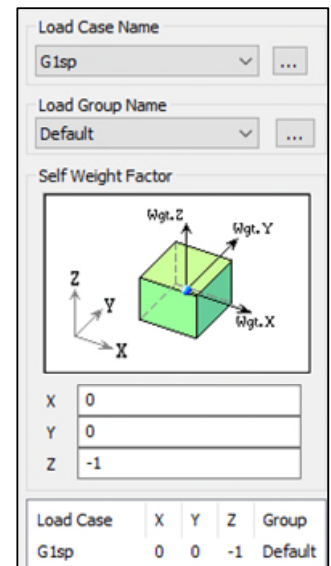 Load Case Name
G1sp
...
Load Group Name
Default
...
Self Weight Factor
Wgt.Z
Wgt.Y
Z
Y
X
Wgt.X
X 0
Y 0
Z -1
Load Case X Y Z Group
G1sp 0 0 -1 Default